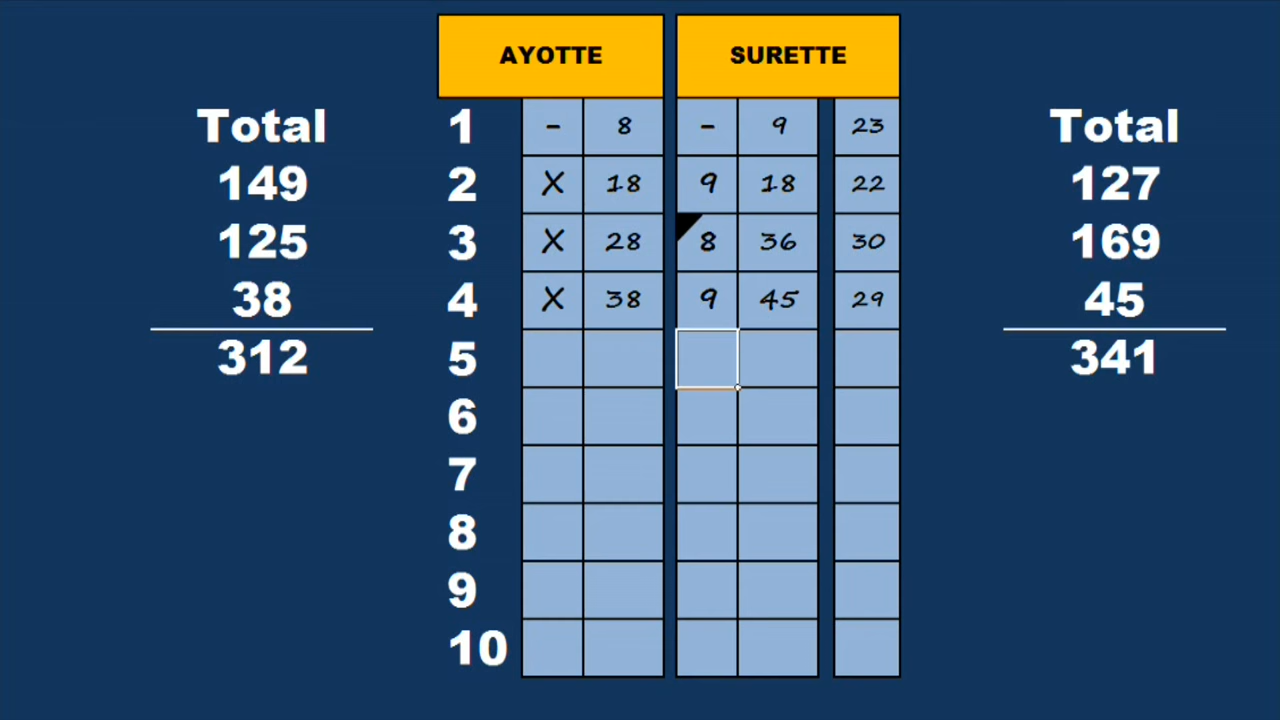 AYOTTE SURETTE
Total 1 - 8 - 9 23 Total
149 2 X 18 9 18 22 127
125 3 X 28 8 36 30 169
38 4 X 38 9 45 29 45
312 5 341
6
7
8
9
10